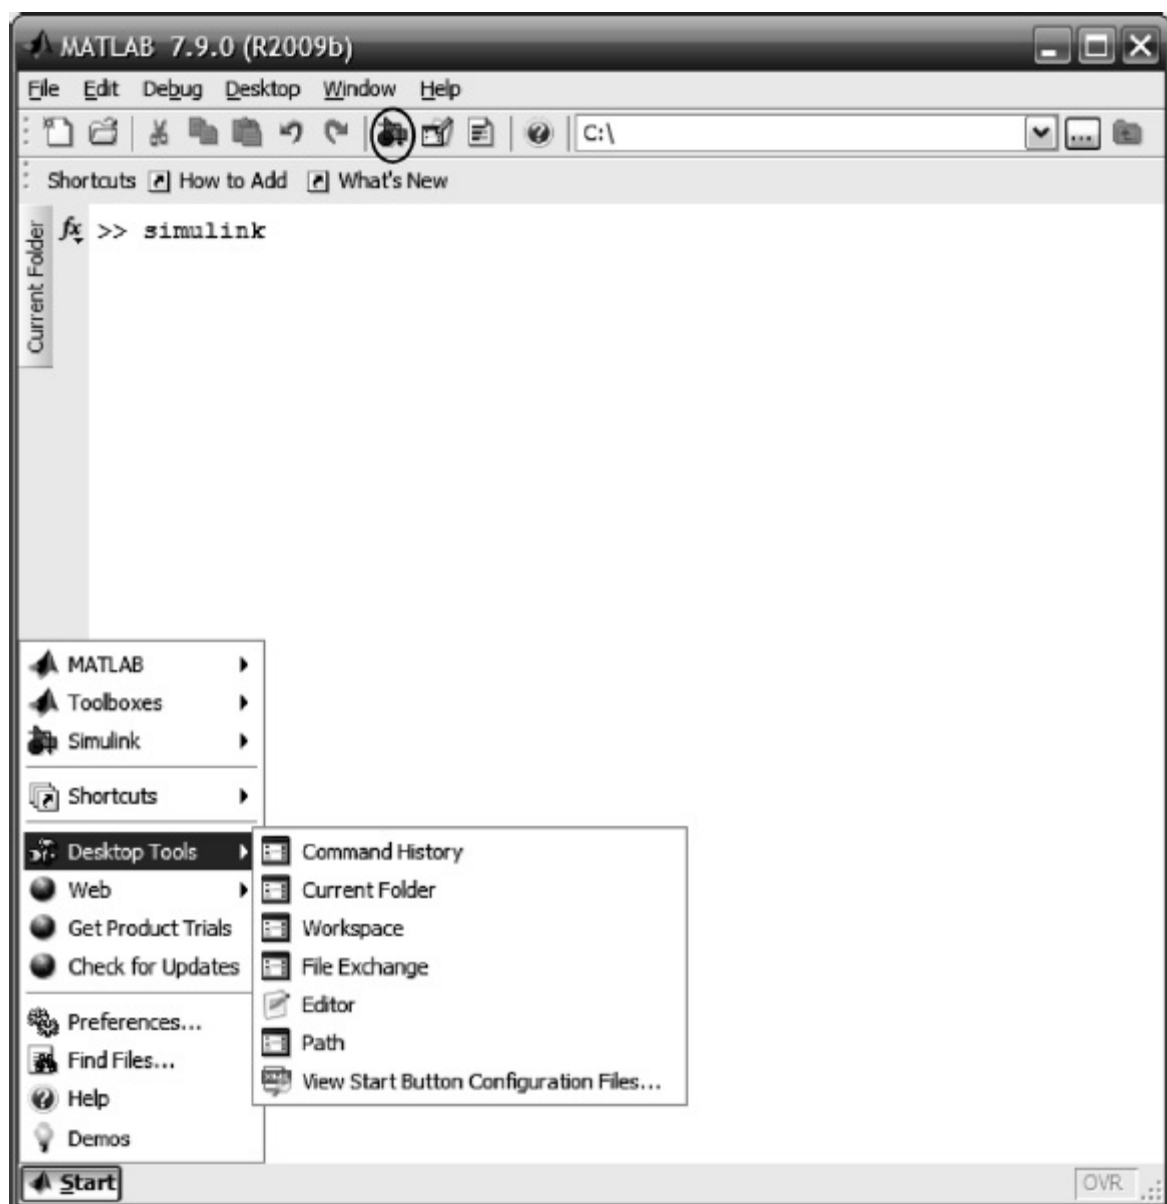 MATLAB 7.9.0 (R2009b)
File Edit Debug Desktop Window Help
C:\
Shortcuts How to Add What's New
Current Folder
fx >> simulink
MATLAB
Toolboxes
Simulink
Shortcuts
Desktop Tools
Web
Get Product Trials
Check for Updates
Preferences...
Find Files...
Help
Demos
Command History
Current Folder
Workspace
File Exchange
Editor
Path
View Start Button Configuration Files...
Start
OVR